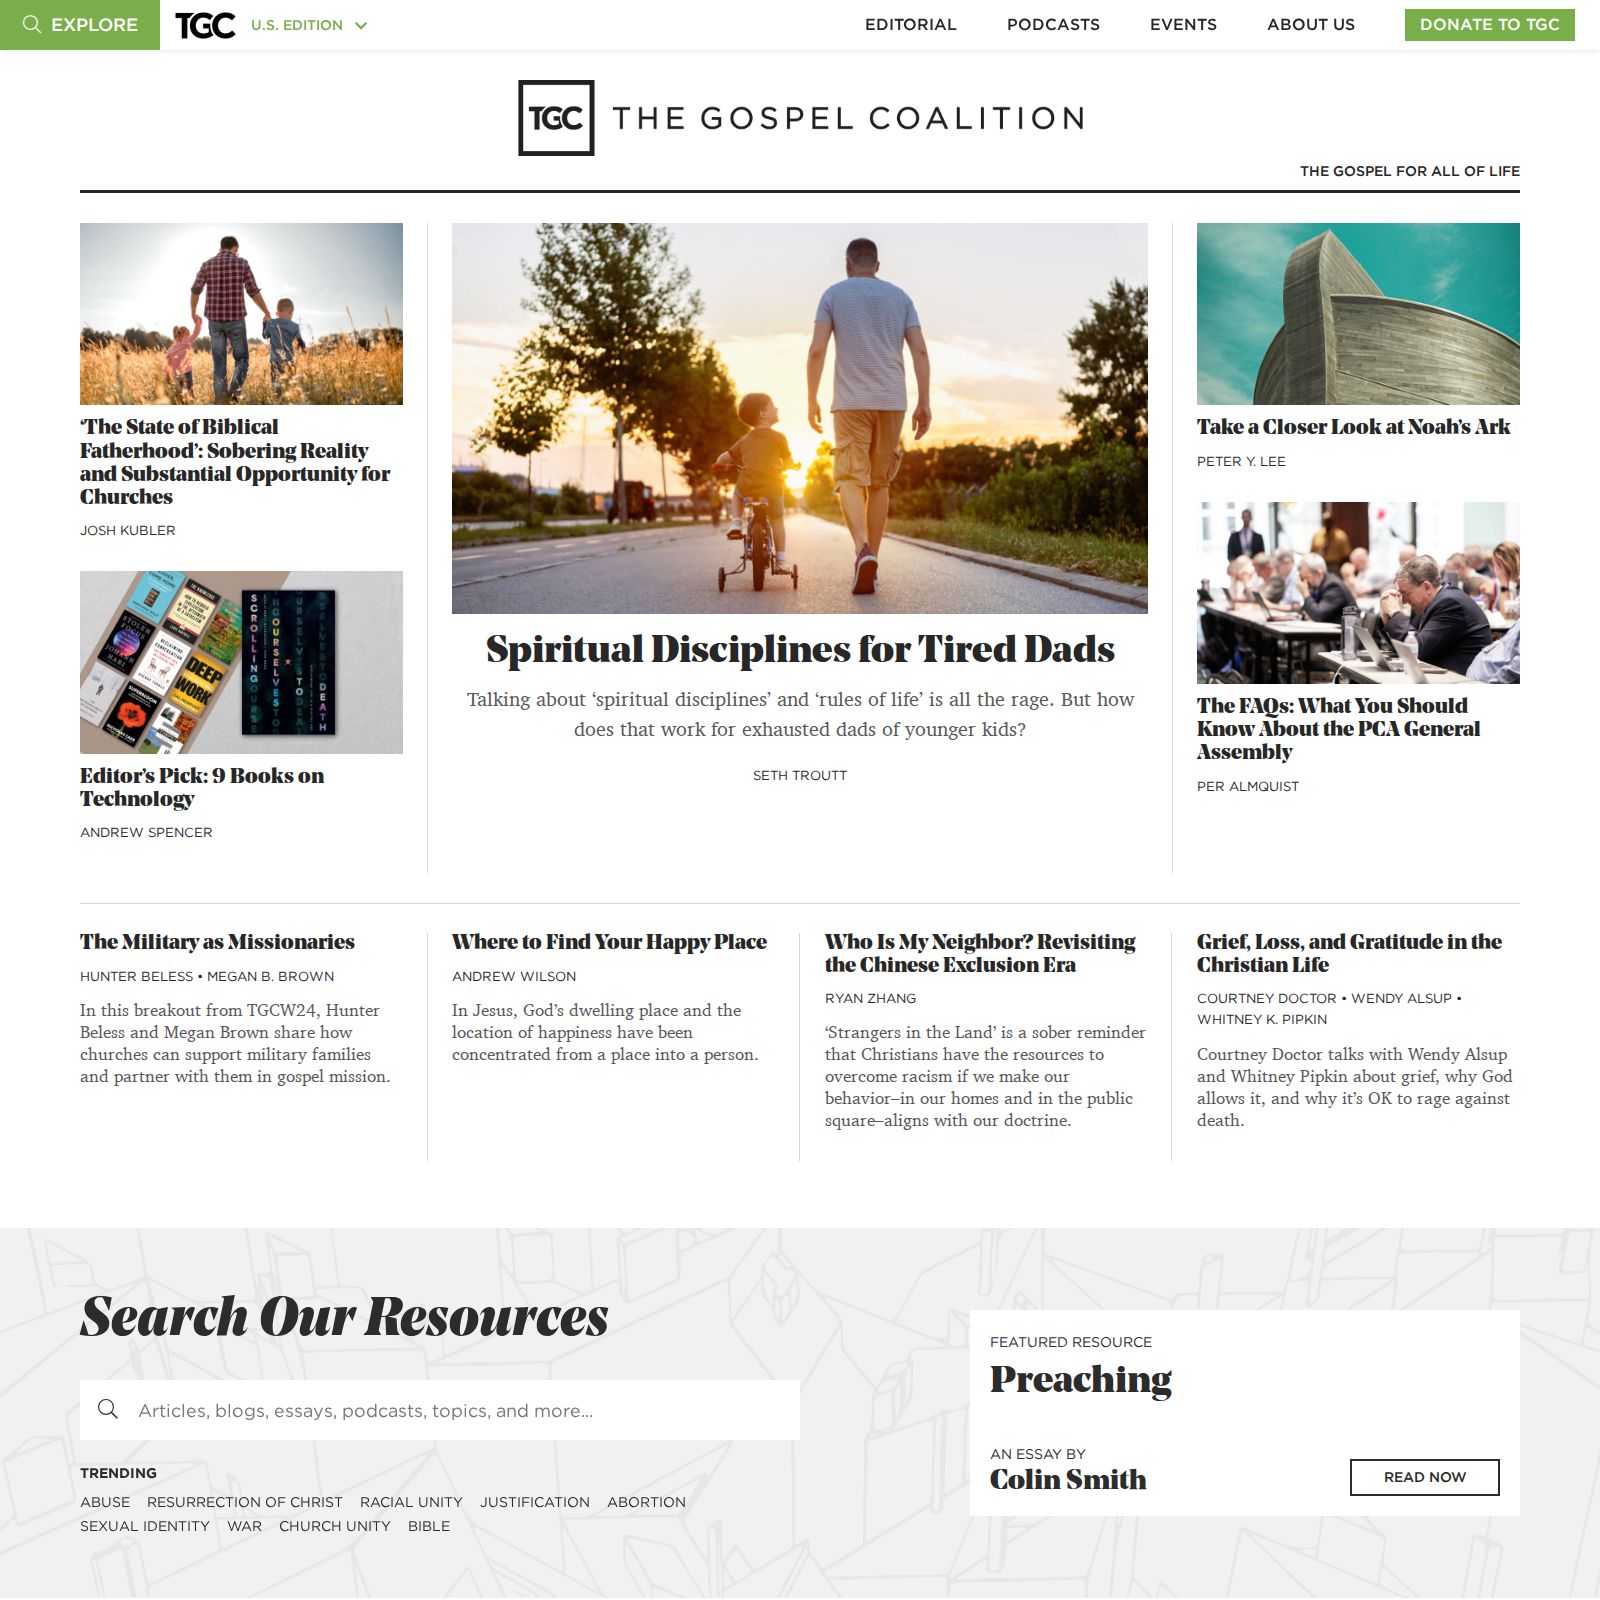 EXPLORE
TGC
U.S. EDITION
EDITORIAL
PODCASTS
EVENTS
ABOUT US
DONATE TO TGC
TGC
THE GOSPEL COALITION
THE GOSPEL FOR ALL OF LIFE
‘The State of Biblical
Fatherhood’: Sobering Reality
and Substantial Opportunity for
Churches
JOSH KUBLER
STOLEN
FOCUS
JOHANN
HARI
DEEP
WORK
SCROLLING
OURSELVES
TO
DEATH
Editor’s Pick: 9 Books on
Technology
ANDREW SPENCER
Spiritual Disciplines for Tired Dads
Talking about ‘spiritual disciplines’ and ‘rules of life’ is all the rage. But how
does that work for exhausted dads of younger kids?
SETH TROUTT
Take a Closer Look at Noah’s Ark
PETER Y. LEE
The FAQs: What You Should
Know About the PCA General
Assembly
PER ALMQUIST
The Military as Missionaries
HUNTER BELESS • MEGAN B. BROWN
In this breakout from TGCW24, Hunter
Beless and Megan Brown share how
churches can support military families
and partner with them in gospel mission.
Where to Find Your Happy Place
ANDREW WILSON
In Jesus, God’s dwelling place and the
location of happiness have been
concentrated from a place into a person.
Who Is My Neighbor? Revisiting
the Chinese Exclusion Era
RYAN ZHANG
‘Strangers in the Land’ is a sober reminder
that Christians have the resources to
overcome racism if we make our
behavior–in our homes and in the public
square–aligns with our doctrine.
Grief, Loss, and Gratitude in the
Christian Life
COURTNEY DOCTOR • WENDY ALSUP •
WHITNEY K. PIPKIN
Courtney Doctor talks with Wendy Alsup
and Whitney Pipkin about grief, why God
allows it, and why it’s OK to rage against
death.
Search Our Resources
Articles, blogs, essays, podcasts, topics, and more...
TRENDING
ABUSE RESURRECTION OF CHRIST RACIAL UNITY JUSTIFICATION ABORTION
SEXUAL IDENTITY WAR CHURCH UNITY BIBLE
FEATURED RESOURCE
Preaching
AN ESSAY BY
Colin Smith
READ NOW